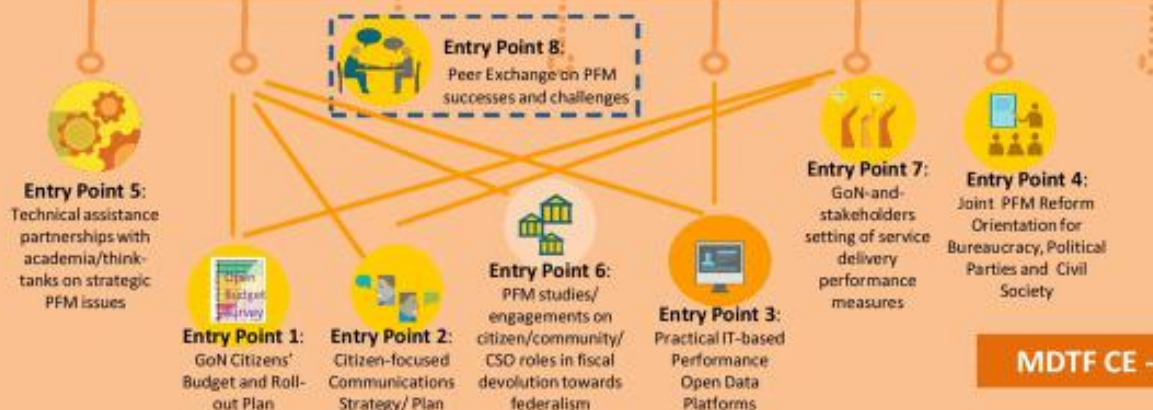 Entry Point 8:
Peer Exchange on PFM
successes and challenges
Entry Point 5:
Technical assistance
partnerships with
academia/think-
tanks on strategic
PFM issues
Open
Budget
Survey
Entry Point 1:
GoN Citizens'
Budget and Roll-
out Plan
Entry Point 2:
Citizen-focused
Communications
Strategy/ Plan
Entry Point 6:
PFM studies/
engagements on
citizen/community/
CSO roles in fiscal
devolution towards
federalism
Entry Point 3:
Practical IT-based
Performance
Open Data
Platforms
Entry Point 7:
GoN-and-
stakeholders
setting of service
delivery
performance
measures
Entry Point 4:
Joint PFM Reform
Orientation for
Bureaucracy, Political
Parties and Civil
Society
MDTF CE -